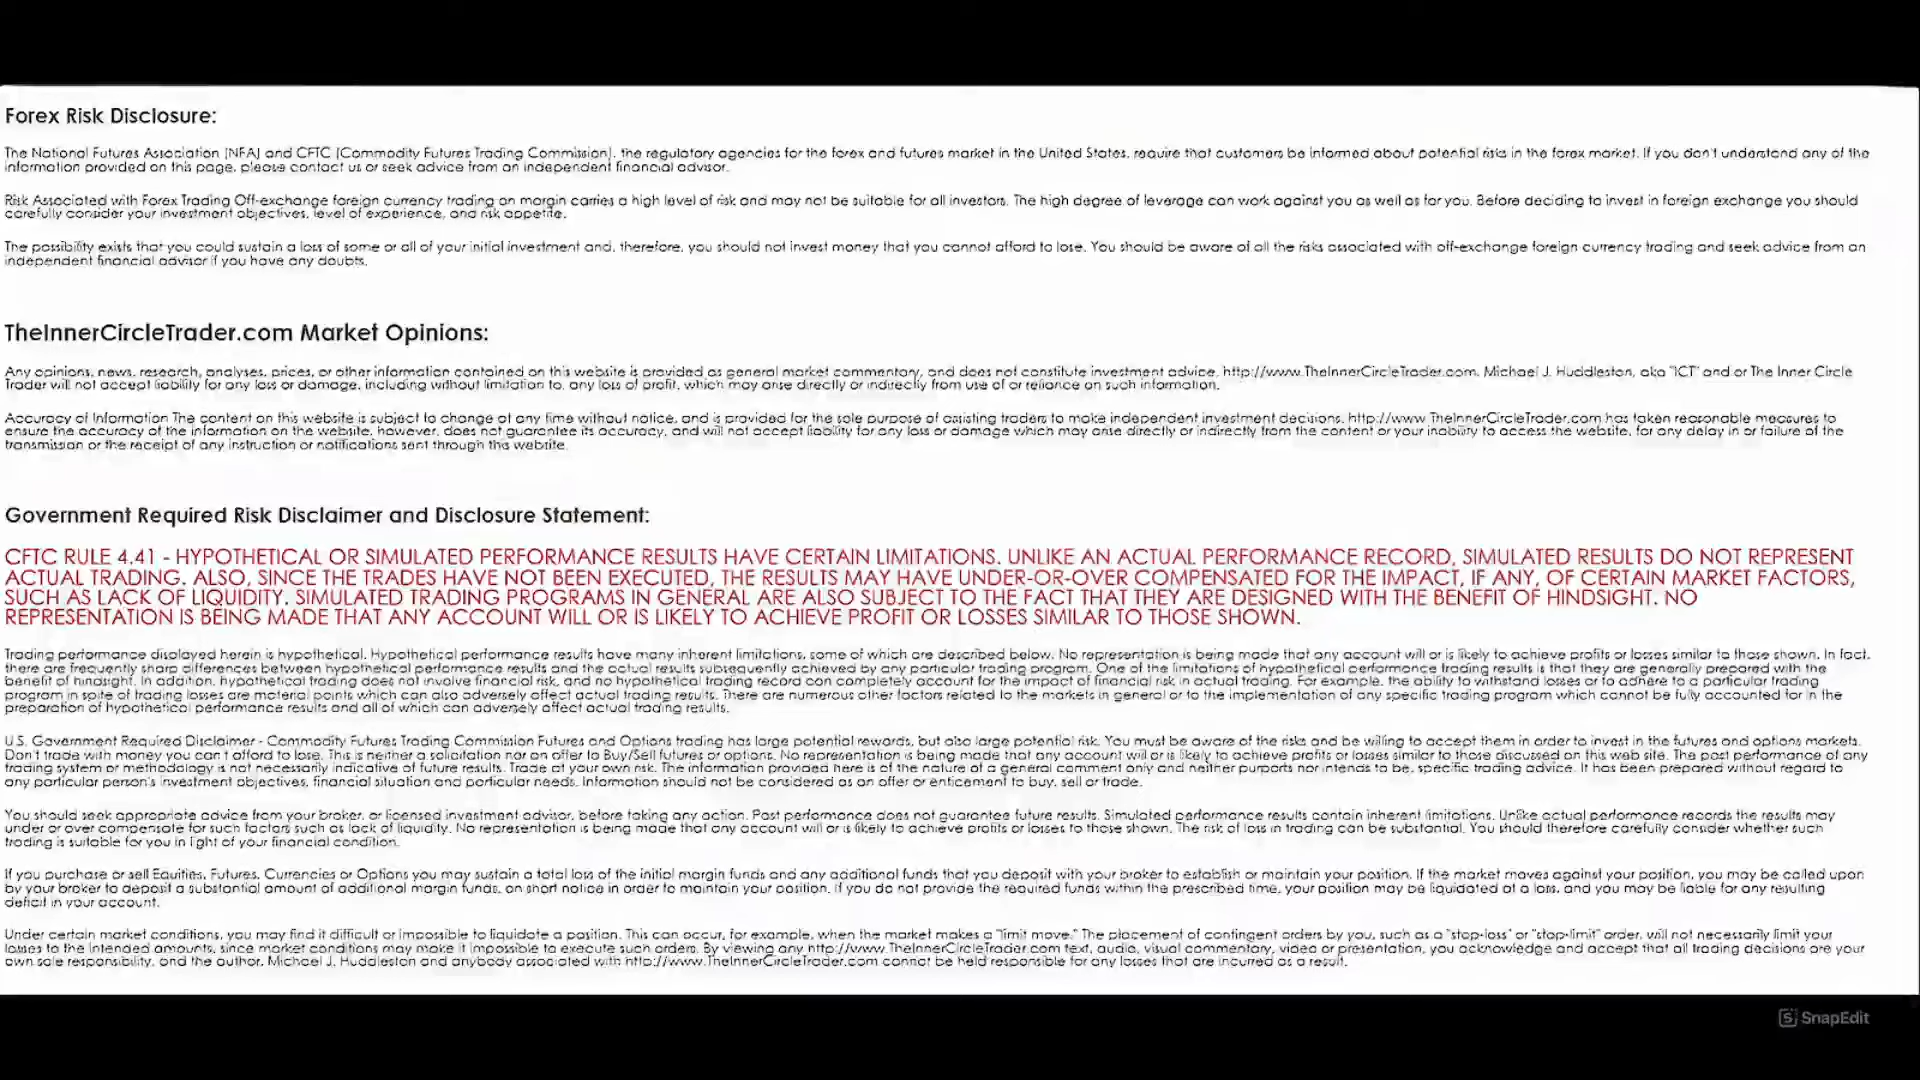 Forex Risk Disclosure:
The National Futures Association (NFA) and CFTC (Commodity Futures Trading Commission), the regulatory agencies for the forex and futures market in the United States, require that customers be informed about potential risks in the forex market. If you don't understand any of the
information provided on this page, please contact us or seek advice from an independent financial advisor.
Risk Associated with Forex Trading Off-exchange foreign currency trading on margin carries a high level of risk and may not be suitable for all investors. The high degree of leverage can work against you as well as for you. Before deciding to invest in foreign exchange you should
carefully consider your investment objectives, level of experience, and risk appetite.
The possibility exists that you could sustain a loss of some or all of your initial investment and, therefore, you should not invest money that you cannot afford to lose. You should be aware of all the risks associated with off-exchange foreign currency trading and seek advice from an
independent financial advisor if you have any doubts.
TheInnerCircleTrader.com Market Opinions:
Any opinions, news, research, analyses, prices, or other information contained on this website is provided as general market commentary, and does not constitute investment advice. http://www.TheInnerCircleTrader.com, Michael J. Huddleston, aka "ICT" and or The Inner Circle
Trader will not accept liability for any loss or damage, including without limitation to, any loss of profit, which may arise directly or indirectly from use of or reliance on such information.
Accuracy of Information The content on this website is subject to change at any time without notice, and is provided for the sole purpose of assisting traders to make independent investment decisions. http://www.TheInnerCircleTrader.com has taken reasonable measures to
ensure the accuracy of the information on the website, however, does not guarantee its accuracy, and will not accept liability for any loss or damage which may arise directly or indirectly from the content or your inability to access the website, for any delay in or failure of the
transmission or the receipt of any instruction or notifications sent through this website.
Government Required Risk Disclaimer and Disclosure Statement:
CFTC RULE 4.41 - HYPOTHETICAL OR SIMULATED PERFORMANCE RESULTS HAVE CERTAIN LIMITATIONS. UNLIKE AN ACTUAL PERFORMANCE RECORD, SIMULATED RESULTS DO NOT REPRESENT
ACTUAL TRADING. ALSO, SINCE THE TRADES HAVE NOT BEEN EXECUTED, THE RESULTS MAY HAVE UNDER-OR-OVER COMPENSATED FOR THE IMPACT, IF ANY, OF CERTAIN MARKET FACTORS,
SUCH AS LACK OF LIQUIDITY. SIMULATED TRADING PROGRAMS IN GENERAL ARE ALSO SUBJECT TO THE FACT THAT THEY ARE DESIGNED WITH THE BENEFIT OF HINDSIGHT. NO
REPRESENTATION IS BEING MADE THAT ANY ACCOUNT WILL OR IS LIKELY TO ACHIEVE PROFIT OR LOSSES SIMILAR TO THOSE SHOWN.
Trading performance displayed herein is hypothetical. Hypothetical performance results have many inherent limitations, some of which are described below. No representation is being made that any account will or is likely to achieve profits or losses similar to those shown. In fact,
there are frequently sharp differences between hypothetical performance results and the actual results subsequently achieved by any particular trading program. One of the limitations of hypothetical performance trading results is that they are generally prepared with the
benefit of hindsight. In addition, hypothetical trading does not involve financial risk, and no hypothetical trading record can completely account for the impact of financial risk in actual trading. For example, the ability to withstand losses or to adhere to a particular trading
program in spite of trading losses are material points which can also adversely affect actual trading results. There are numerous other factors related to the markets in general or to the implementation of any specific trading program which cannot be fully accounted for in the
preparation of hypothetical performance results and all of which can adversely affect actual trading results.
U.S. Government Required Disclaimer - Commodity Futures Trading Commission Futures and Options trading has large potential rewards, but also large potential risk. You must be aware of the risks and be willing to accept them in order to invest in the futures and options markets.
Don't trade with money you can't afford to lose. This is neither a solicitation nor an offer to Buy/Sell futures or options. No representation is being made that any account will or is likely to achieve profits or losses similar to those discussed on this web site. The past performance of any
trading system or methodology is not necessarily indicative of future results. Trade at your own risk. The information provided here is of the nature of a general comment only and neither purports nor intends to be, specific trading advice. It has been prepared without regard to
any particular person's investment objectives, financial situation and particular needs. Information should not be considered as an offer or enticement to buy, sell or trade.
You should seek appropriate advice from your broker, or licensed investment advisor, before taking any action. Past performance does not guarantee future results. Simulated performance results contain inherent limitations. Unlike actual performance records the results may
under or over compensate for such factors such as lack of liquidity. No representation is being made that any account will or is likely to achieve profits or losses to those shown. The risk of loss in trading can be substantial. You should therefore carefully consider whether such
trading is suitable for you in light of your financial condition.
If you purchase or sell Equities, Futures, Currencies or Options you may sustain a total loss of the initial margin funds and any additional funds that you deposit with your broker to establish or maintain your position. If the market moves against your position, you may be called upon
by your broker to deposit a substantial amount of additional margin funds, on short notice in order to maintain your position. If you do not provide the required funds within the prescribed time, your position may be liquidated at a loss, and you may be liable for any resulting
deficit in your account.
Under certain market conditions, you may find it difficult or impossible to liquidate a position. This can occur, for example, when the market makes a "limit move." The placement of contingent orders by you, such as a "stop-loss" or "stop-limit" order, will not necessarily limit your
losses to the intended amounts, since market conditions may make it impossible to execute such orders. By viewing any http://www.TheInnerCircleTrader.com text, audio, visual commentary, video or presentation, you acknowledge and accept that all trading decisions are your
own sole responsibility, and the author, Michael J. Huddleston and anybody associated with http://www.TheInnerCircleTrader.com cannot be held responsible for any losses that are incurred as a result.
SnapEdit